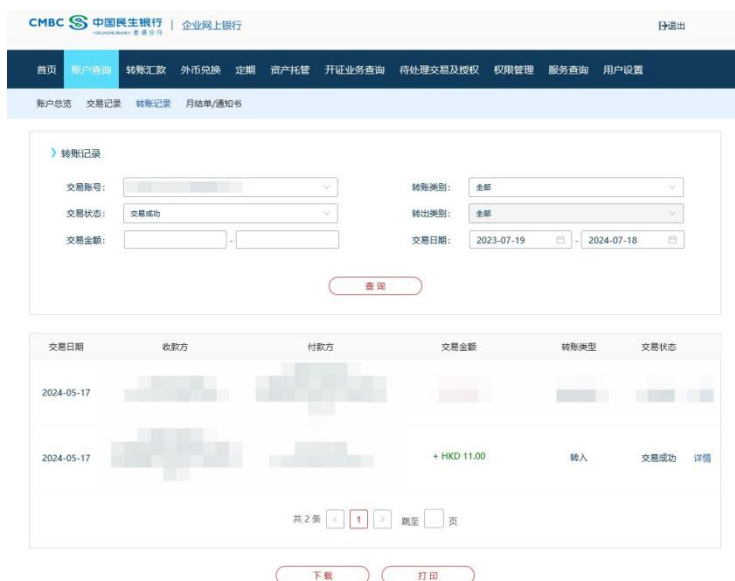 CMBC 中国民生银行 | 企业网上银行 退出
香港分行
首页 账户查询 转账汇款 外币兑换 定期 资产托管 开证业务查询 待处理交易及授权 权限管理 服务查询 用户设置
账户总览 交易记录 转账记录 月结单/通知书
转账记录
交易账号: 转账类别: 全部
交易状态: 交易成功 转出类别: 全部
交易金额: - 交易日期: 2023-07-19 - 2024-07-18
查 询
交易日期 收款方 付款方 交易金额 转账类型 交易状态
2024-05-17
2024-05-17 + HKD 11.00 转入 交易成功 详情
共 2 条 < 1 > 跳至 页
下 载 打 印